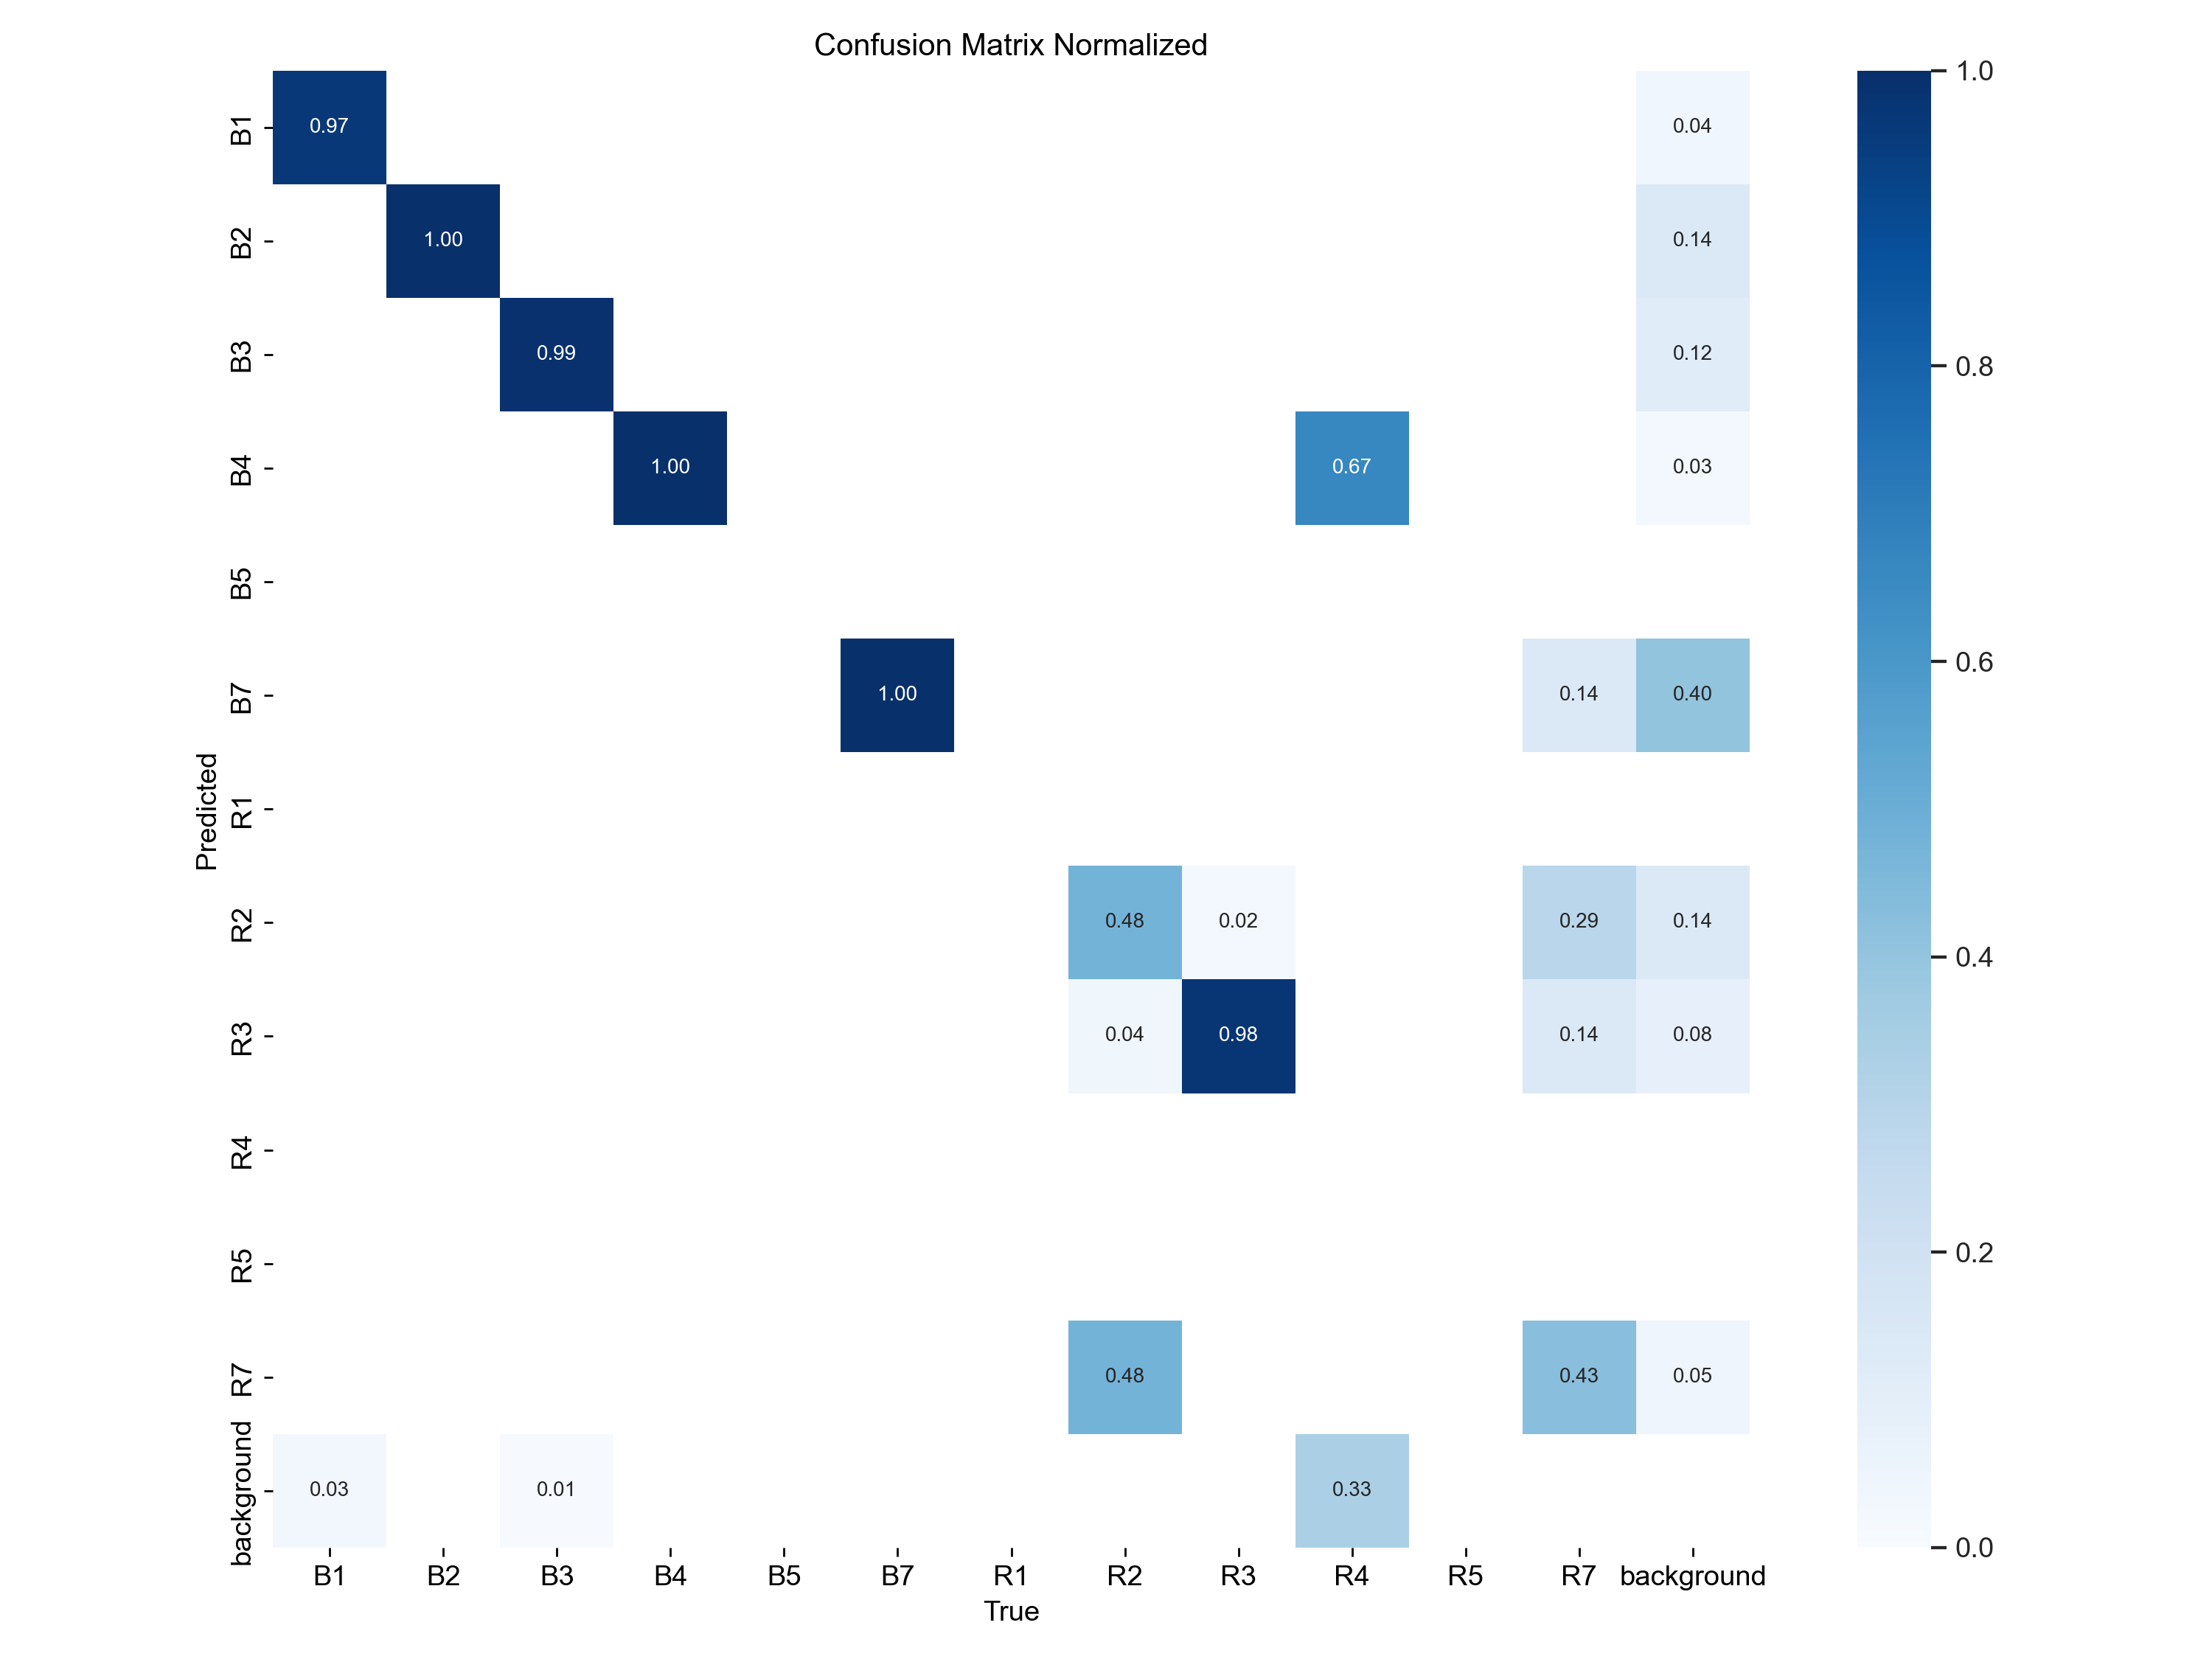 Confusion Matrix Normalized
B1 0.97 0.04
B2 1.00 0.14
B3 0.99 0.12
B4 1.00 0.67 0.03
B5
B7 1.00 0.14 0.40
R1
R2 0.48 0.02 0.29 0.14
R3 0.04 0.98 0.14 0.08
R4
R5
R7 0.48 0.43 0.05
background 0.03 0.01 0.33
Predicted
B1 B2 B3 B4 B5 B7 R1 R2 R3 R4 R5 R7 background
True
1.0
0.8
0.6
0.4
0.2
0.0